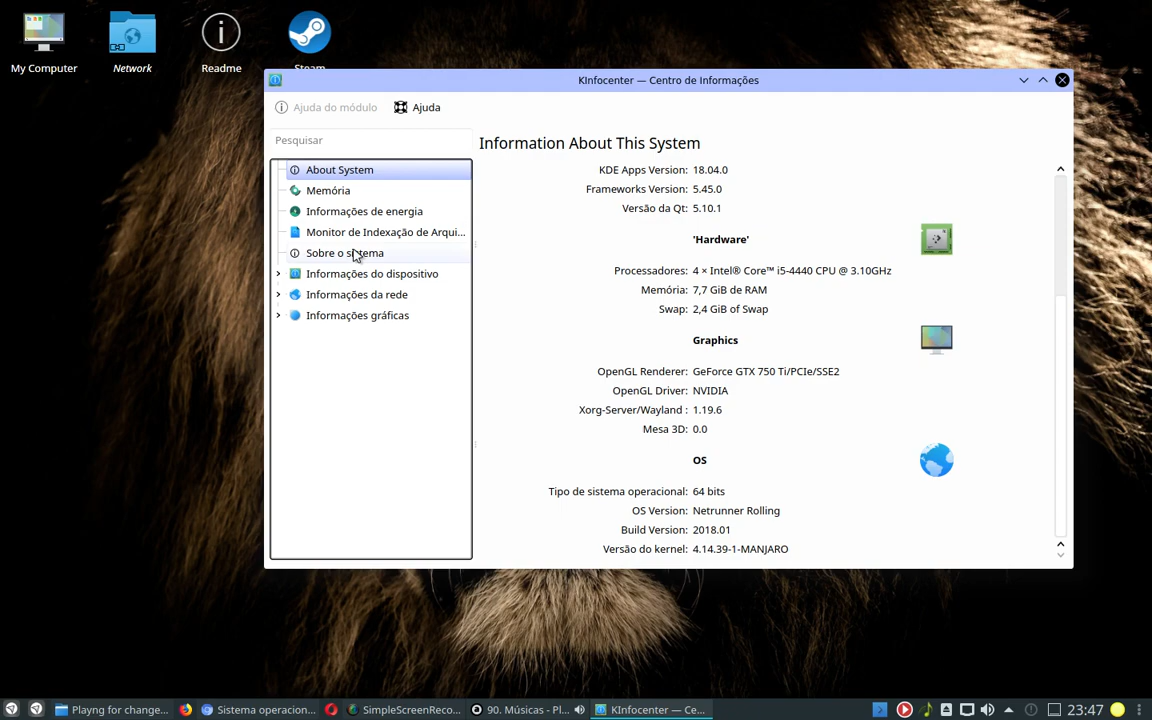 My Computer
Network
Readme
Steam
KInfocenter — Centro de Informações
Ajuda do módulo
Ajuda
Pesquisar
About System
Memória
Informações de energia
Monitor de Indexação de Arqui...
Sobre o sistema
Informações do dispositivo
Informações da rede
Informações gráficas
Information About This System
KDE Apps Version: 18.04.0
Frameworks Version: 5.45.0
Versão da Qt: 5.10.1
'Hardware'
Processadores: 4 × Intel® Core™ i5-4440 CPU @ 3.10GHz
Memória: 7,7 GiB de RAM
Swap: 2,4 GiB of Swap
Graphics
OpenGL Renderer: GeForce GTX 750 Ti/PCIe/SSE2
OpenGL Driver: NVIDIA
Xorg-Server/Wayland : 1.19.6
Mesa 3D: 0.0
OS
Tipo de sistema operacional: 64 bits
OS Version: Netrunner Rolling
Build Version: 2018.01
Versão do kernel: 4.14.39-1-MANJARO
Playng for change...
Sistema operacion...
SimpleScreenReco...
90. Músicas - Pl...
KInfocenter — Ce...
23:47